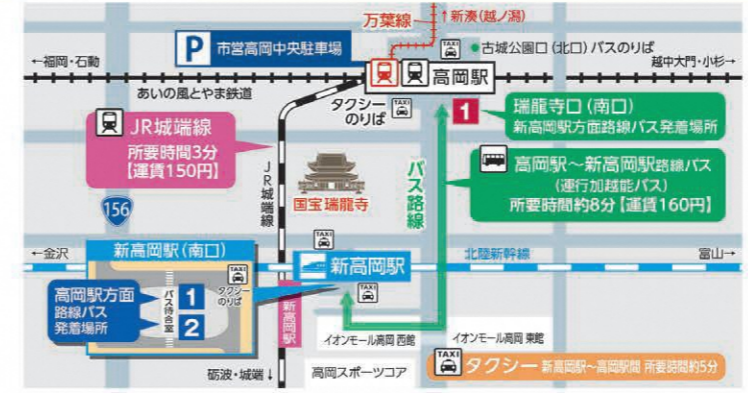 万葉線
↑新湊(越ノ潟)
P 市営高岡中央駐車場
TAXI
●古城公園口(北口)バスのりば
←福岡・石動
越中大門・小杉→
高岡駅
あいの風とやま鉄道
タクシー
のりば
TAXI
1
瑞龍寺口(南口)
新高岡駅方面路線バス発着場所
JR城端線
所要時間3分
【運賃150円】
JR城端線
バス路線
高岡駅〜新高岡駅路線バス
(運行加越能バス)
所要時間約8分【運賃160円】
国宝瑞龍寺
156
←金沢
新高岡駅(南口)
TAXI
新高岡駅
北陸新幹線
富山→
TAXI
タクシー
のりば
TAXI
高岡駅方面
路線バス
発着場所
バス待合室
1
2
新高岡駅
イオンモール高岡 西館
イオンモール高岡 東館
TAXI
タクシー 新高岡駅〜高岡駅間 所要時間約5分
砺波・城端↓
高岡スポーツコア